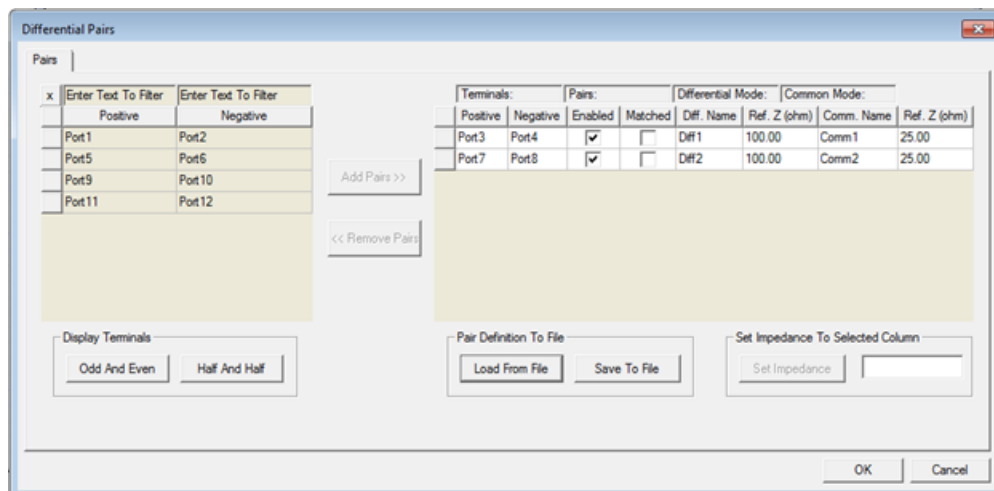 Differential Pairs
Pairs
x Enter Text To Filter Enter Text To Filter
Positive Negative
Port1 Port2
Port5 Port6
Port9 Port10
Port11 Port12
Add Pairs >>
<< Remove Pairs
Terminals: Pairs: Differential Mode: Common Mode:
Positive Negative Enabled Matched Diff. Name Ref. Z (ohm) Comm. Name Ref. Z (ohm)
Port3 Port4 Diff1 100.00 Comm1 25.00
Port7 Port8 Diff2 100.00 Comm2 25.00
Display Terminals
Odd And Even Half And Half
Pair Definition To File
Load From File Save To File
Set Impedance To Selected Column
Set Impedance
OK Cancel